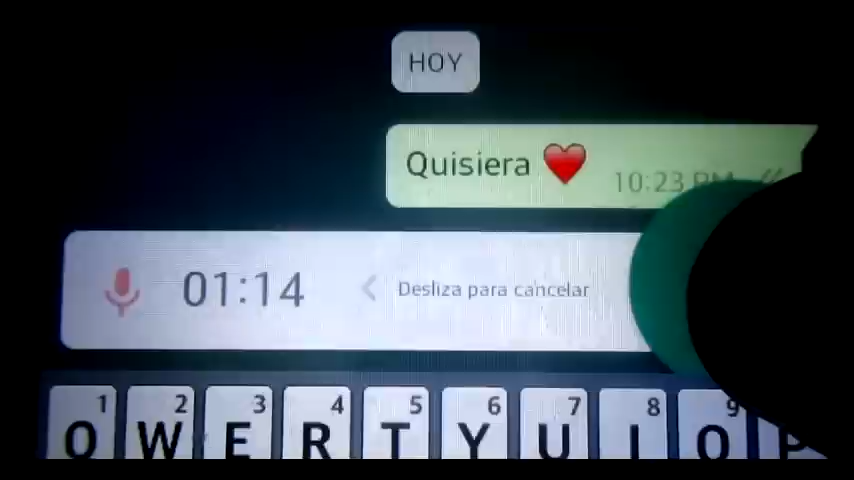 HOY
Quisiera ❤️
10:23 PM
01:14
Desliza para cancelar
1 2 3 4 5 6 7 8 9
Q W E R T Y U I O P